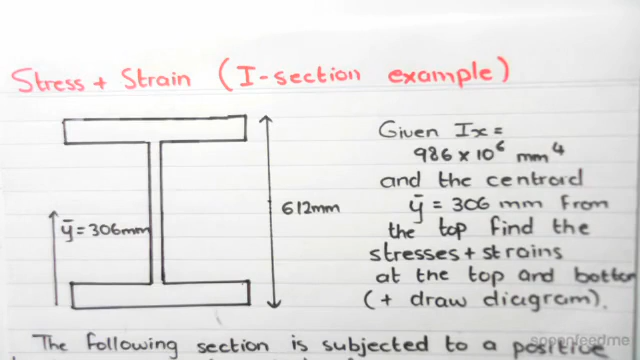 Stress + Strain (I-section example)
Given Ix=
986 x 10⁶ mm⁴
and the centroid
ȳ = 306 mm from
the top find the
stresses + strains
at the top and bottom
(+ draw diagram).
612mm
ȳ = 306mm
The following section is subjected to a positive
spoonfeedme